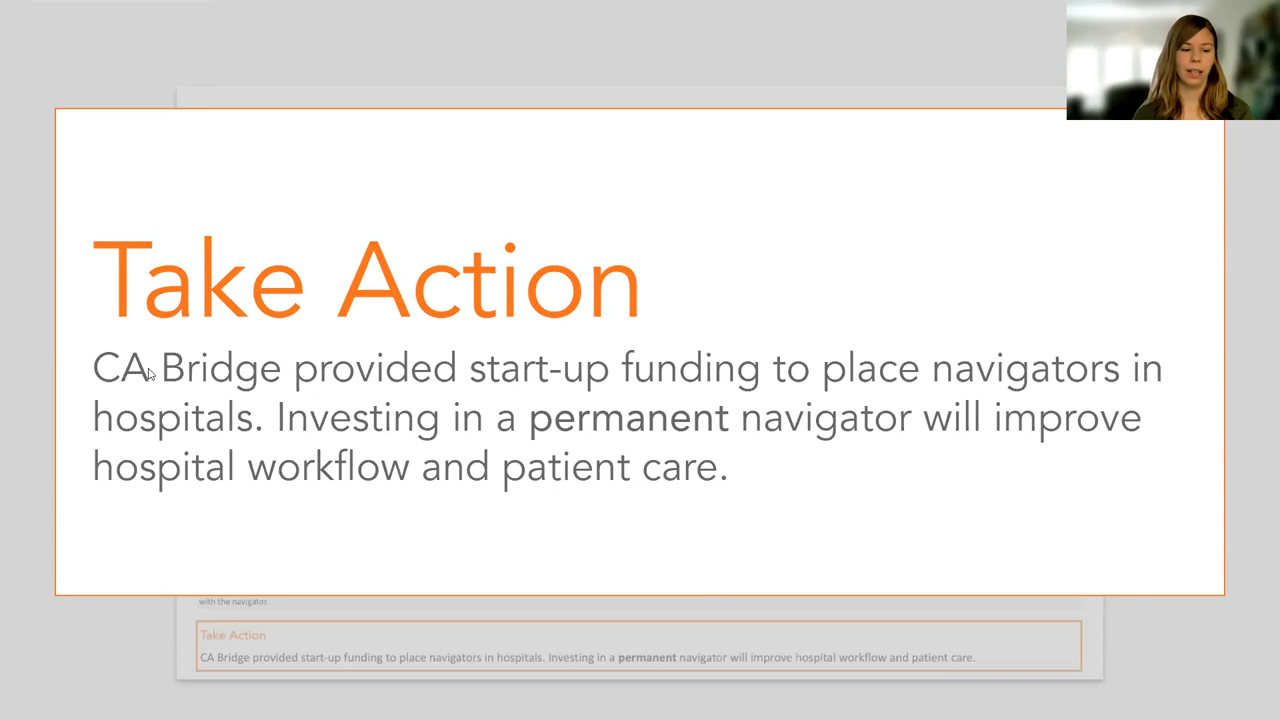 Take Action
CA Bridge provided start-up funding to place navigators in
hospitals. Investing in a permanent navigator will improve
hospital workflow and patient care.
with the navigator.
Take Action
CA Bridge provided start-up funding to place navigators in hospitals. Investing in a permanent navigator will improve hospital workflow and patient care.